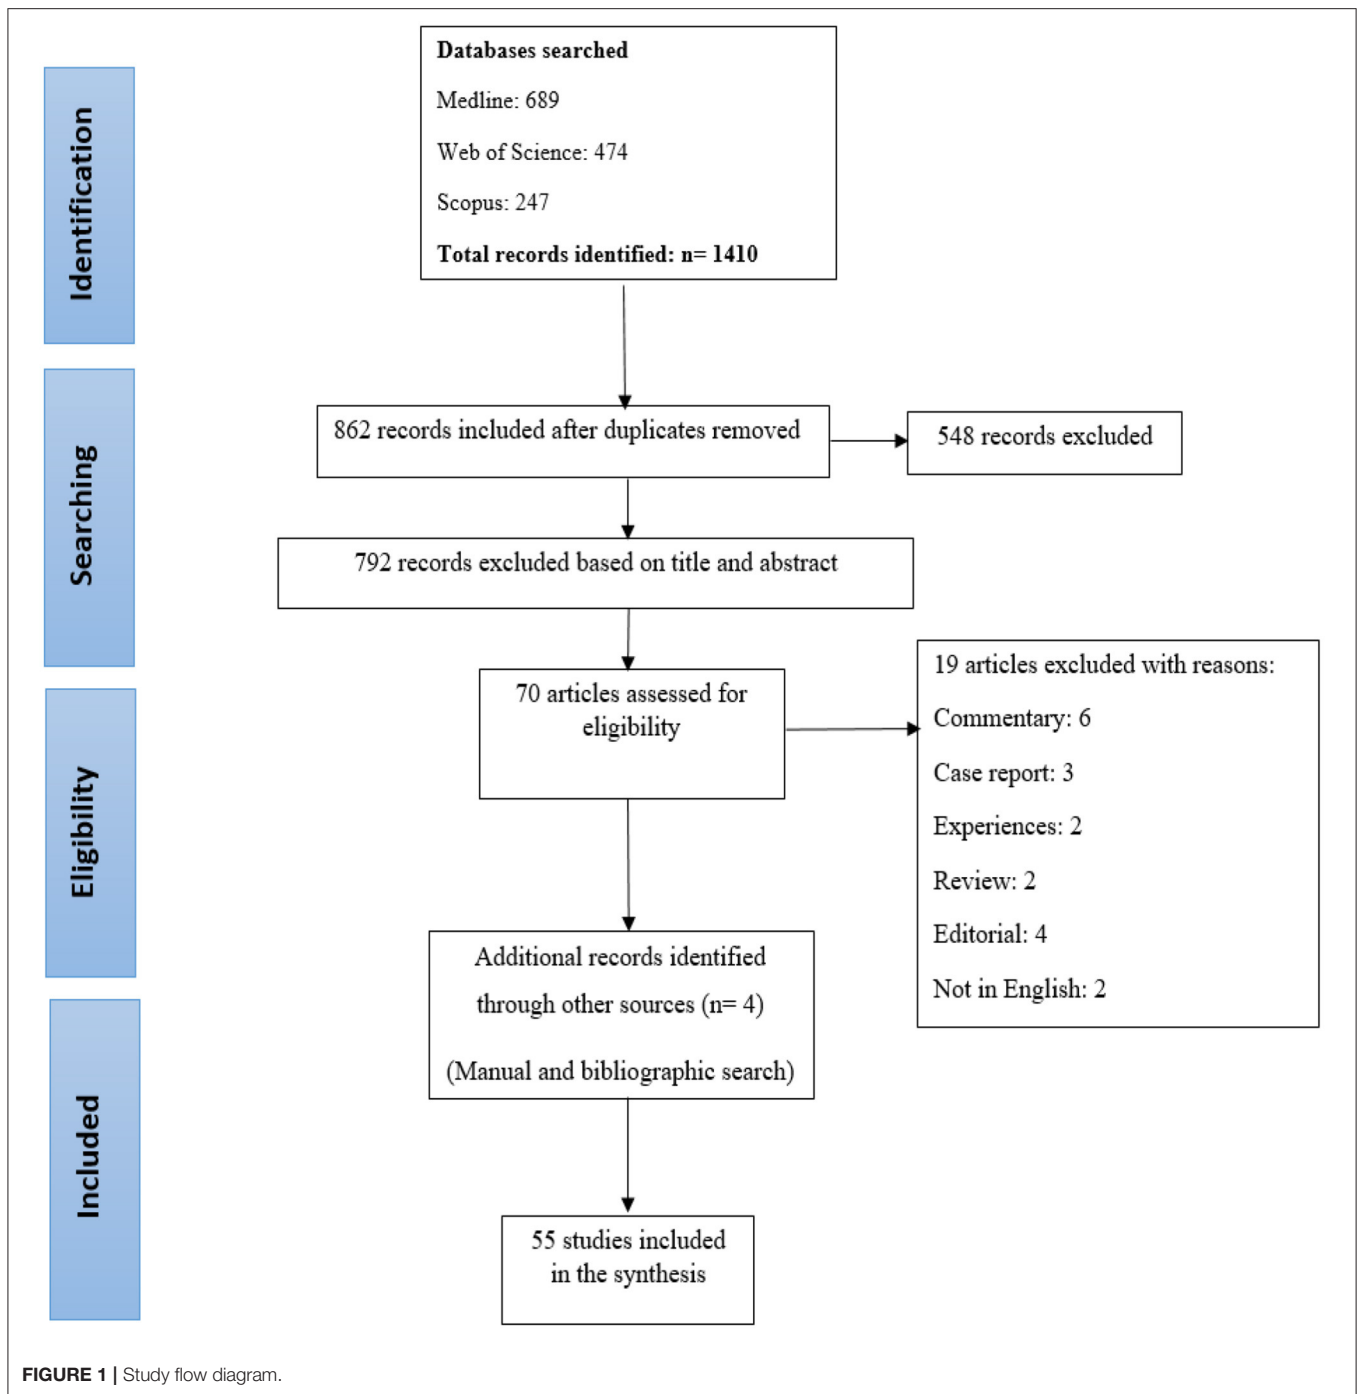 Identification
Databases searched
Medline: 689
Web of Science: 474
Scopus: 247
Total records identified: n= 1410
Searching
862 records included after duplicates removed
548 records excluded
792 records excluded based on title and abstract
Eligibility
70 articles assessed for
eligibility
19 articles excluded with reasons:
Commentary: 6
Case report: 3
Experiences: 2
Review: 2
Editorial: 4
Not in English: 2
Additional records identified
through other sources (n= 4)
(Manual and bibliographic search)
Included
55 studies included
in the synthesis
FIGURE 1 | Study flow diagram.